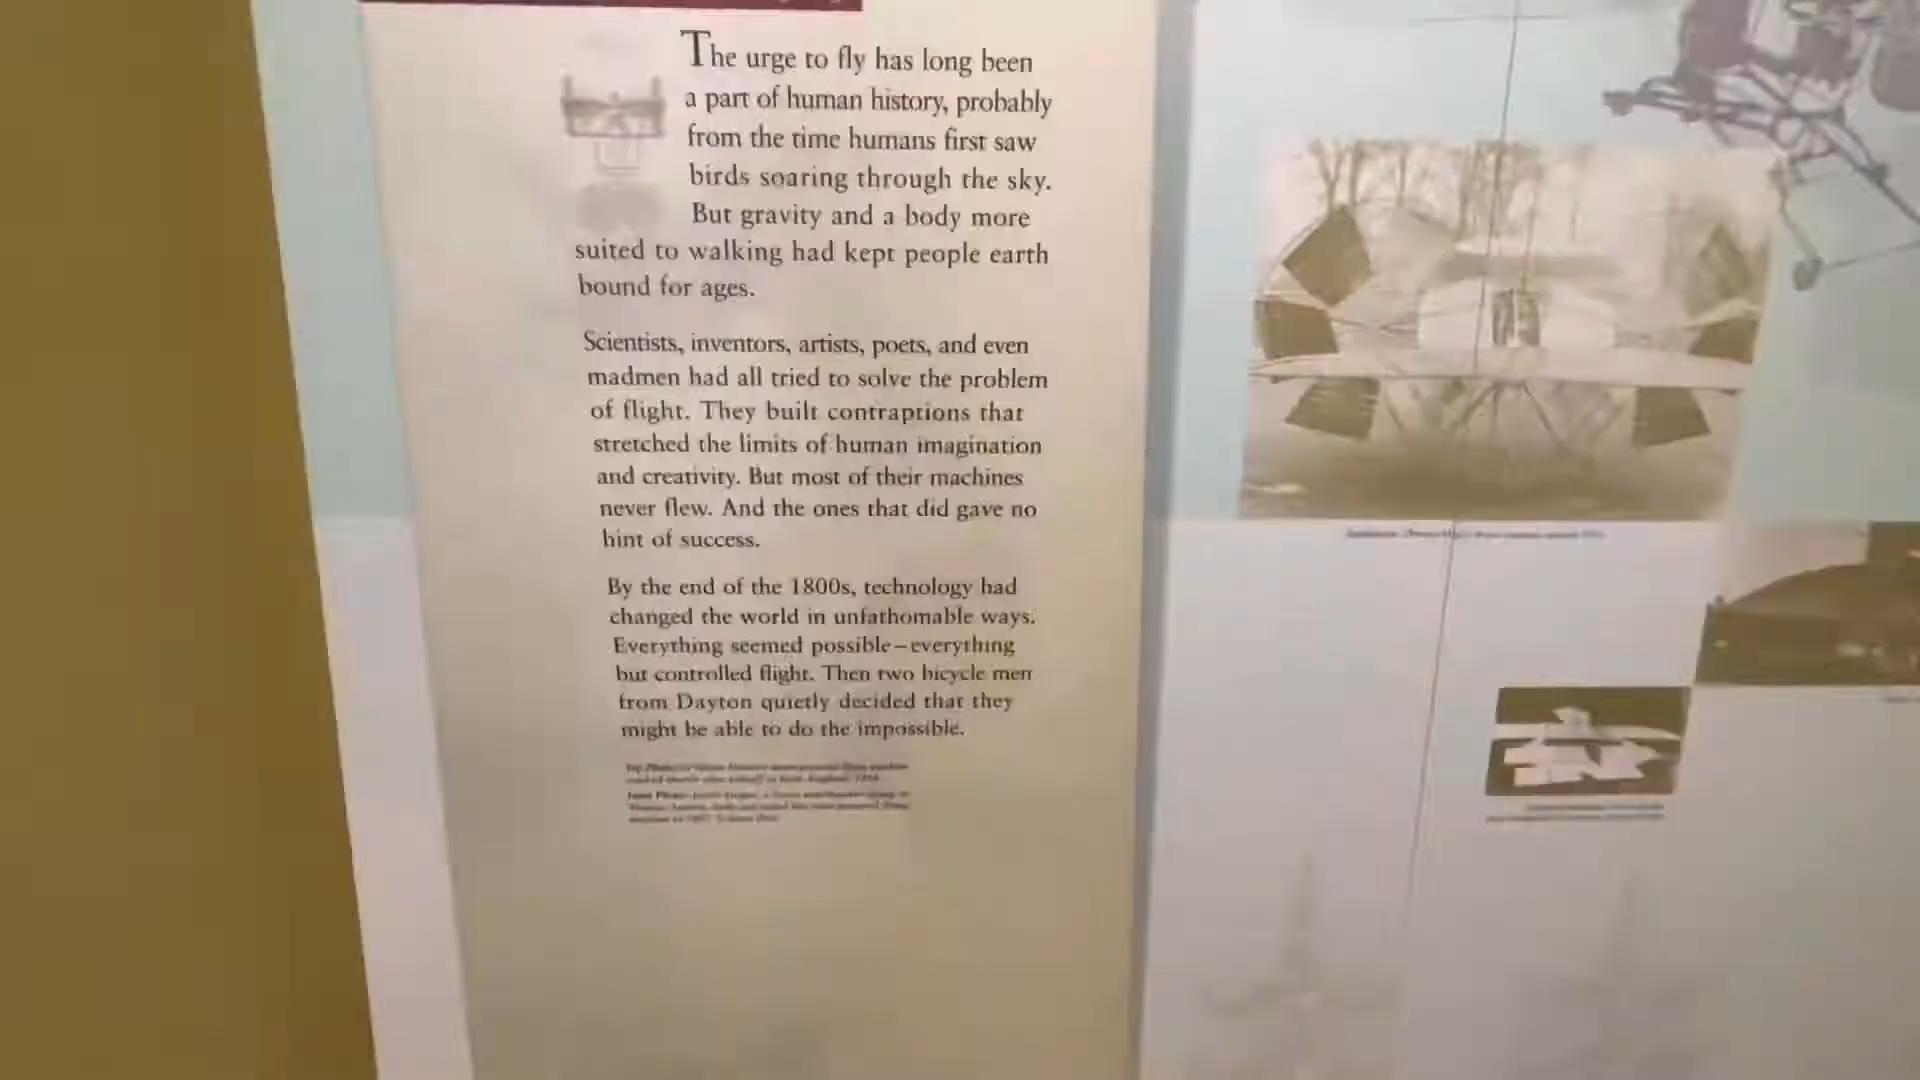 The urge to fly has long been
a part of human history, probably
from the time humans first saw
birds soaring through the sky.
But gravity and a body more
suited to walking had kept people earth
bound for ages.
Scientists, inventors, artists, poets, and even
madmen had all tried to solve the problem
of flight. They built contraptions that
stretched the limits of human imagination
and creativity. But most of their machines
never flew. And the ones that did gave no
hint of success.
By the end of the 1800s, technology had
changed the world in unfathomable ways.
Everything seemed possible–everything
but controlled flight. Then two bicycle men
from Dayton quietly decided that they
might be able to do the impossible.